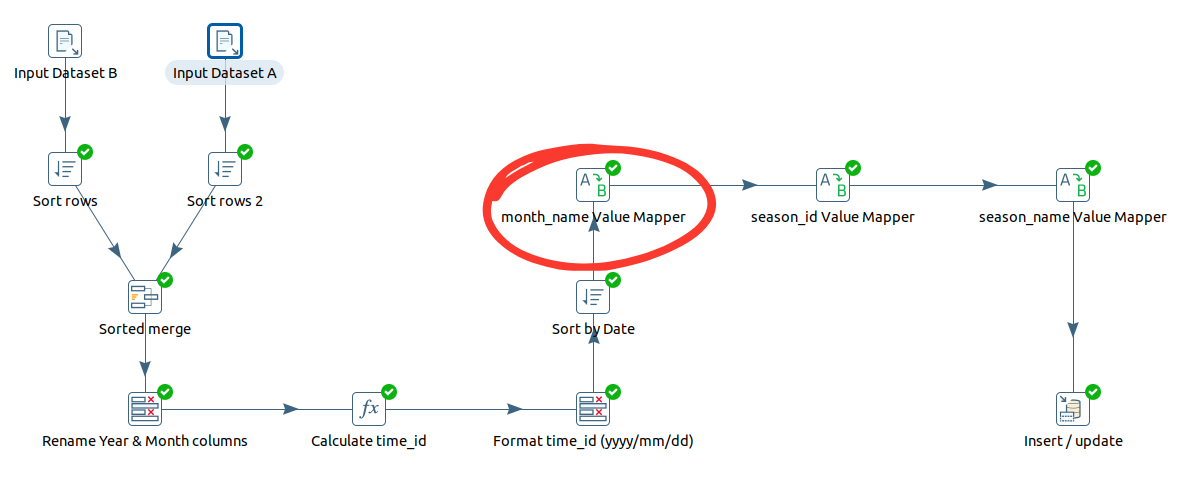 Input Dataset B
Input Dataset A
Sort rows
Sort rows 2
A
B
month_name Value Mapper
A
B
season_id Value Mapper
A
B
season_name Value Mapper
Sorted merge
Sort by Date
Rename Year & Month columns
fx
Calculate time_id
Format time_id (yyyy/mm/dd)
Insert / update